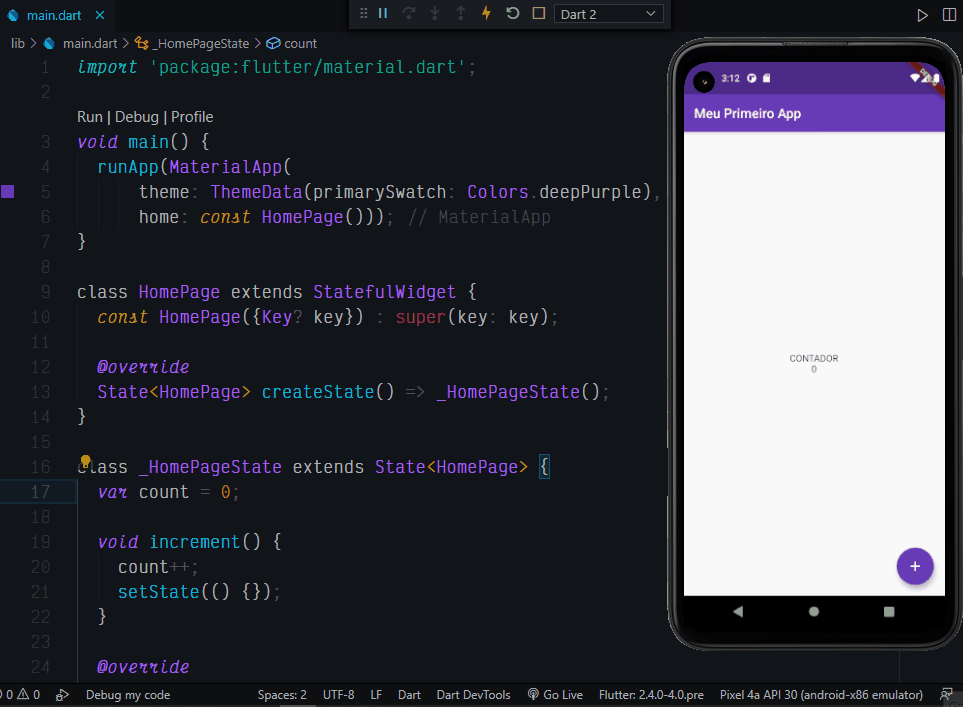 main.dart
Dart 2
lib > main.dart > _HomePageState > count
1 import 'package:flutter/material.dart';
2
Run | Debug | Profile
3 void main() {
4 runApp(MaterialApp(
5 theme: ThemeData(primarySwatch: Colors.deepPurple),
6 home: const HomePage())); // MaterialApp
7 }
8
9 class HomePage extends StatefulWidget {
10 const HomePage({Key? key}) : super(key: key);
11
12 @override
13 State<HomePage> createState() => _HomePageState();
14 }
15
16 class _HomePageState extends State<HomePage> {
17 var count = 0;
18
19 void increment() {
20 count++;
21 setState(() {});
22 }
23
24 @override
3:12
DEBUG
Meu Primeiro App
CONTADOR
0
+
0 0 Debug my code Spaces: 2 UTF-8 LF Dart Dart DevTools Go Live Flutter: 2.4.0-4.0.pre Pixel 4a API 30 (android-x86 emulator)